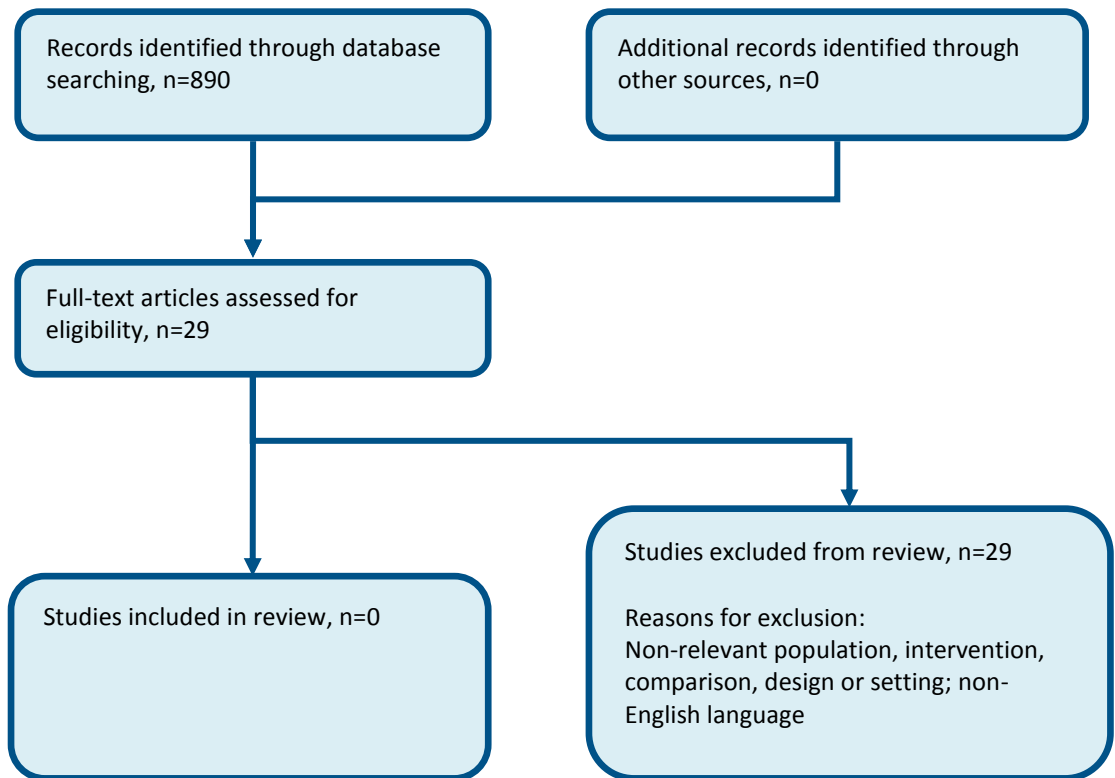 Records identified through database
searching, n=890
Additional records identified through
other sources, n=0
Full-text articles assessed for
eligibility, n=29
Studies included in review, n=0
Studies excluded from review, n=29
Reasons for exclusion:
Non-relevant population, intervention,
comparison, design or setting; non-
English language